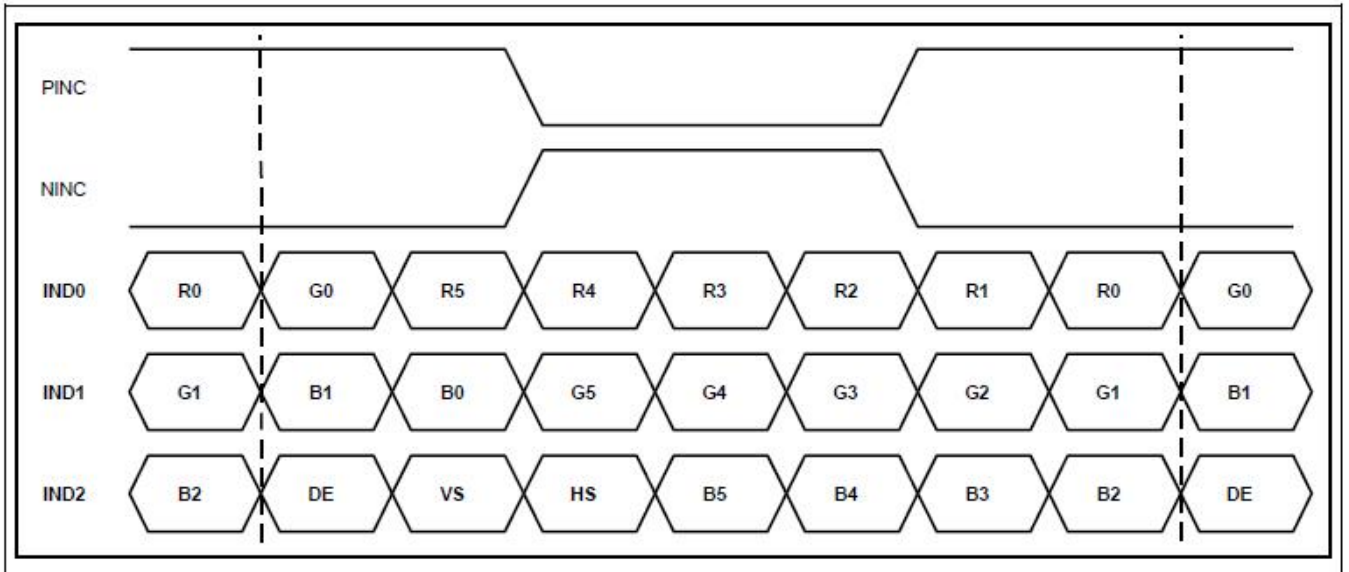 PINC
NINC
IND0 R0 G0 R5 R4 R3 R2 R1 R0 G0
IND1 G1 B1 B0 G5 G4 G3 G2 G1 B1
IND2 B2 DE VS HS B5 B4 B3 B2 DE